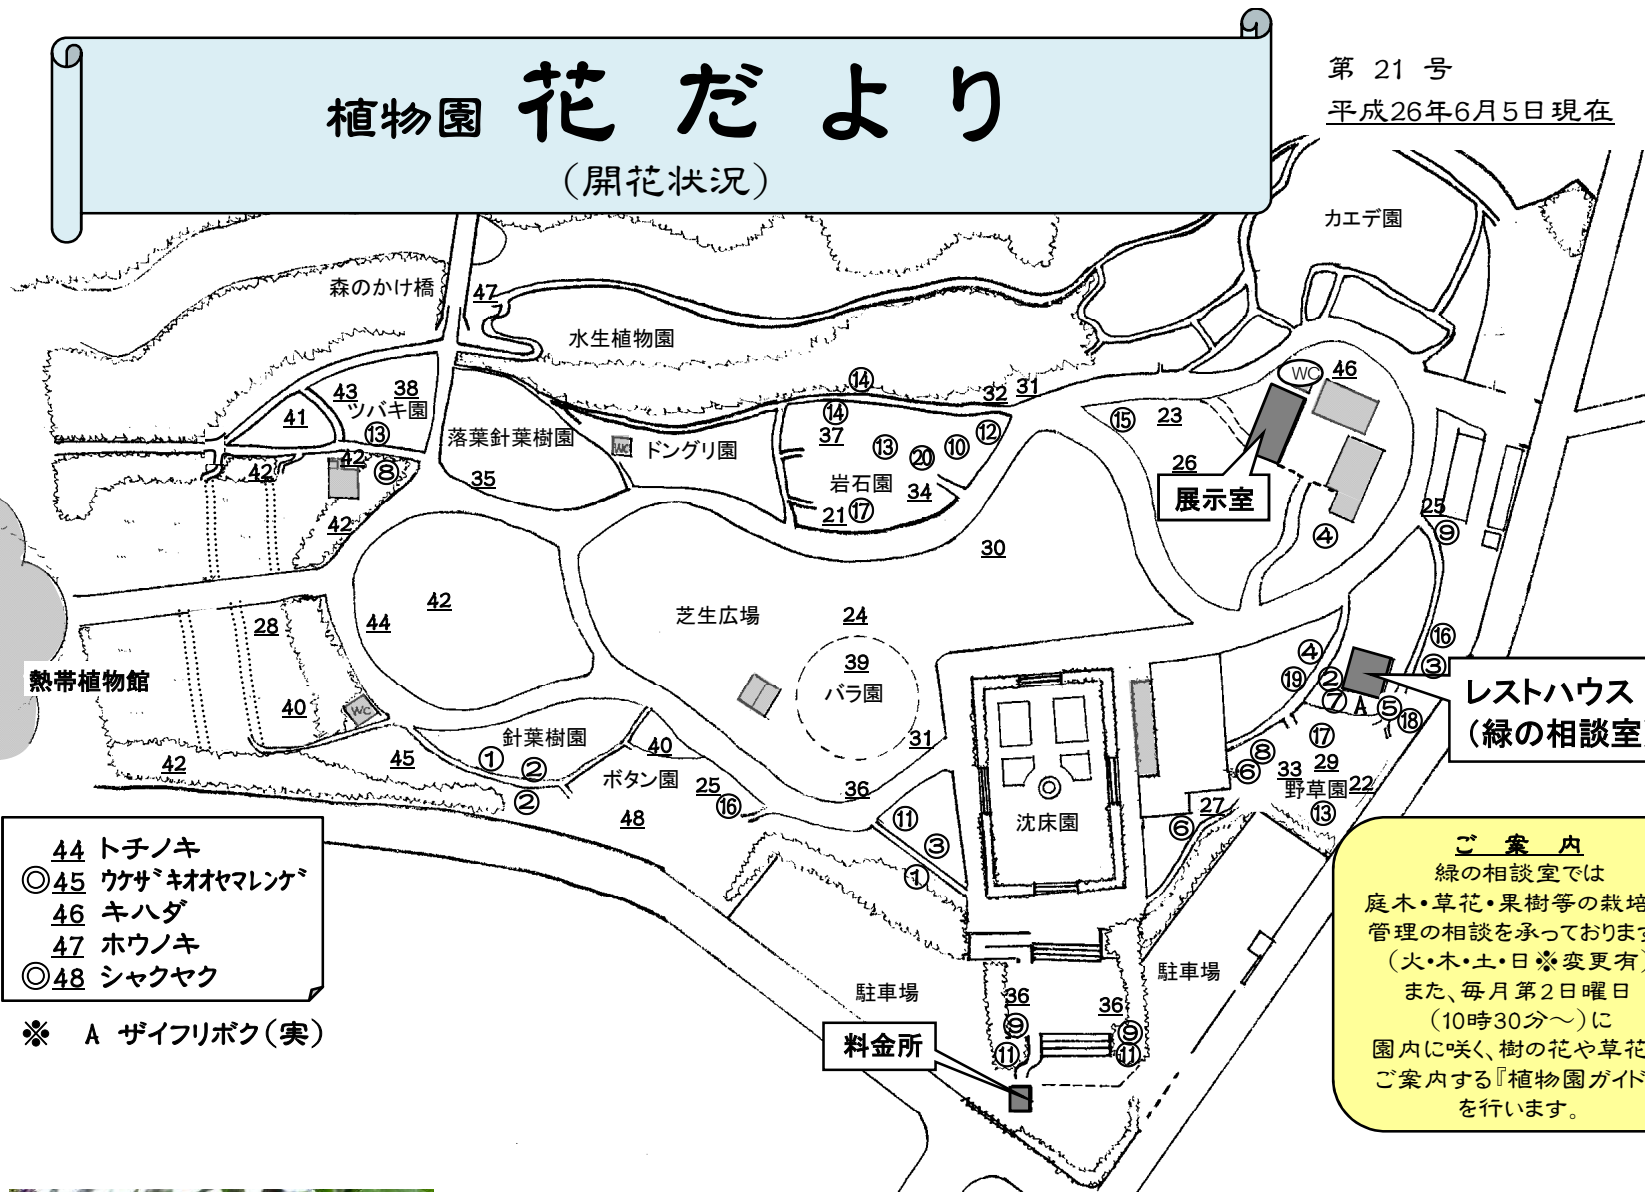 植物園 花だより
(開花状況)
第 21 号
平成26年6月5日現在
カエデ園
森のかけ橋
47
水生植物園
WC 46
43 38
ツバキ園
41
⑬
14
32 31
⑭
37
⑬ ⑳ ⑩ ⑫
⑮ 23
落葉針葉樹園
WC ドングリ園
42 42 ⑧
35
岩石園 34
21 ⑰
26
展示室
25
⑨
42
④
30
42
44
28
芝生広場
24
39
バラ園
熱帯植物館
40
WC
④
⑲ ② ⑦ A ⑤ ⑱
⑯
③
レストハウス
(緑の相談室
針葉樹園
① ②
40
31
45
42
ボタン園
②
25
⑯
48
36
⑰
⑧
⑥ 33 29
野草園 22
⑬
27
⑥
⑪
③
①
沈床園
44 トチノキ
◎45 ウケザキオオヤマレンゲ
46 キハダ
47 ホウノキ
◎48 シャクヤク
※ A ザイフリボク(実)
駐車場
駐車場
36 36
⑨ ⑨
⑪ ⑪
料金所
ご 案 内
緑の相談室では
庭木・草花・果樹等の栽培
管理の相談を承っております
(火・木・土・日※変更有)
また、毎月第2日曜日
(10時30分~)に
園内に咲く、樹の花や草花
ご案内する『植物園ガイド
を行います。